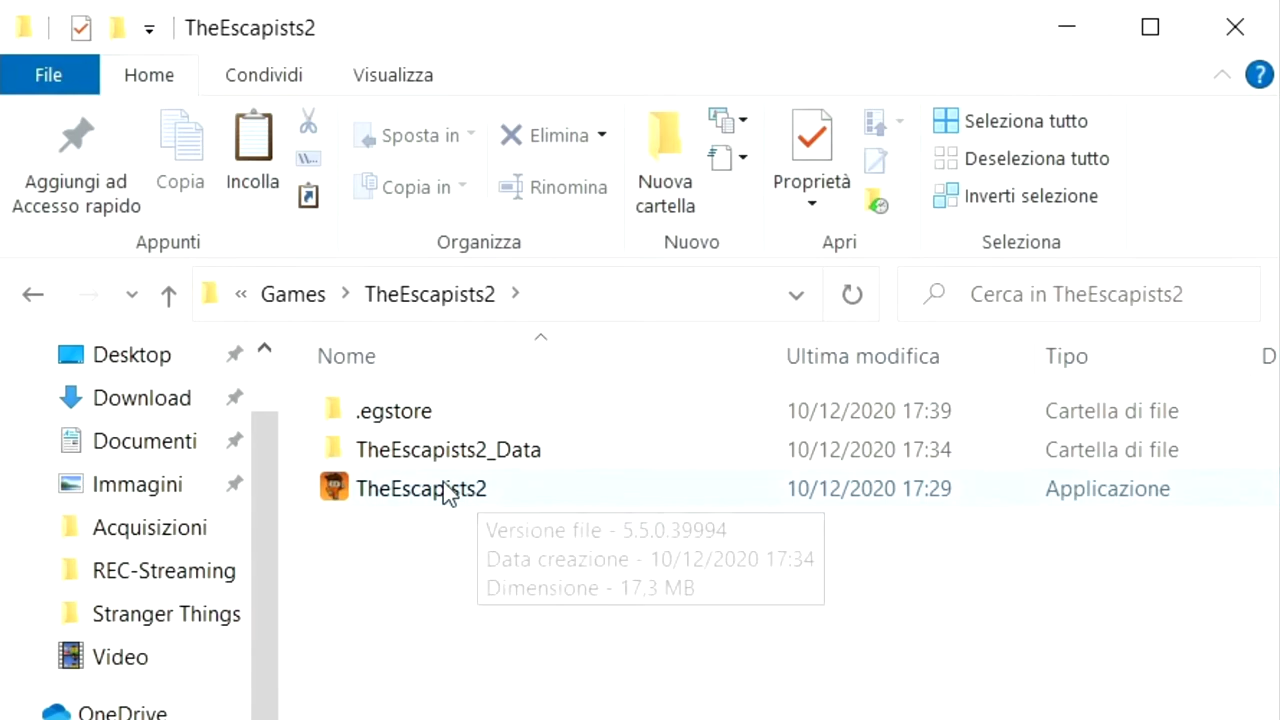 TheEscapists2
File Home Condividi Visualizza
Aggiungi ad
Accesso rapido
Copia
Incolla
Appunti
Sposta in
Copia in
Elimina
Rinomina
Organizza
Nuova
cartella
Nuovo
Proprietà
Apri
Seleziona tutto
Deseleziona tutto
Inverti selezione
Seleziona
« Games > TheEscapists2 >
Cerca in TheEscapists2
Desktop
Download
Documenti
Immagini
Acquisizioni
REC-Streaming
Stranger Things
Video
OneDrive
Nome Ultima modifica Tipo D
.egstore 10/12/2020 17:39 Cartella di file
TheEscapists2_Data 10/12/2020 17:34 Cartella di file
TheEscapists2 10/12/2020 17:29 Applicazione
Versione file - 5.5.0.39994
Data creazione - 10/12/2020 17:34
Dimensione - 17,3 MB